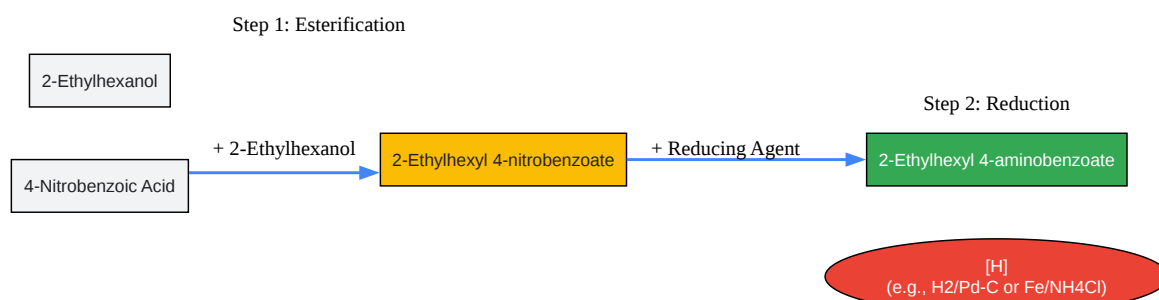 Step 1: Esterification
2-Ethylhexanol
Step 2: Reduction
+ 2-Ethylhexanol
+ Reducing Agent
4-Nitrobenzoic Acid
2-Ethylhexyl 4-nitrobenzoate
2-Ethylhexyl 4-aminobenzoate
[H]
(e.g., H2/Pd-C or Fe/NH4Cl)